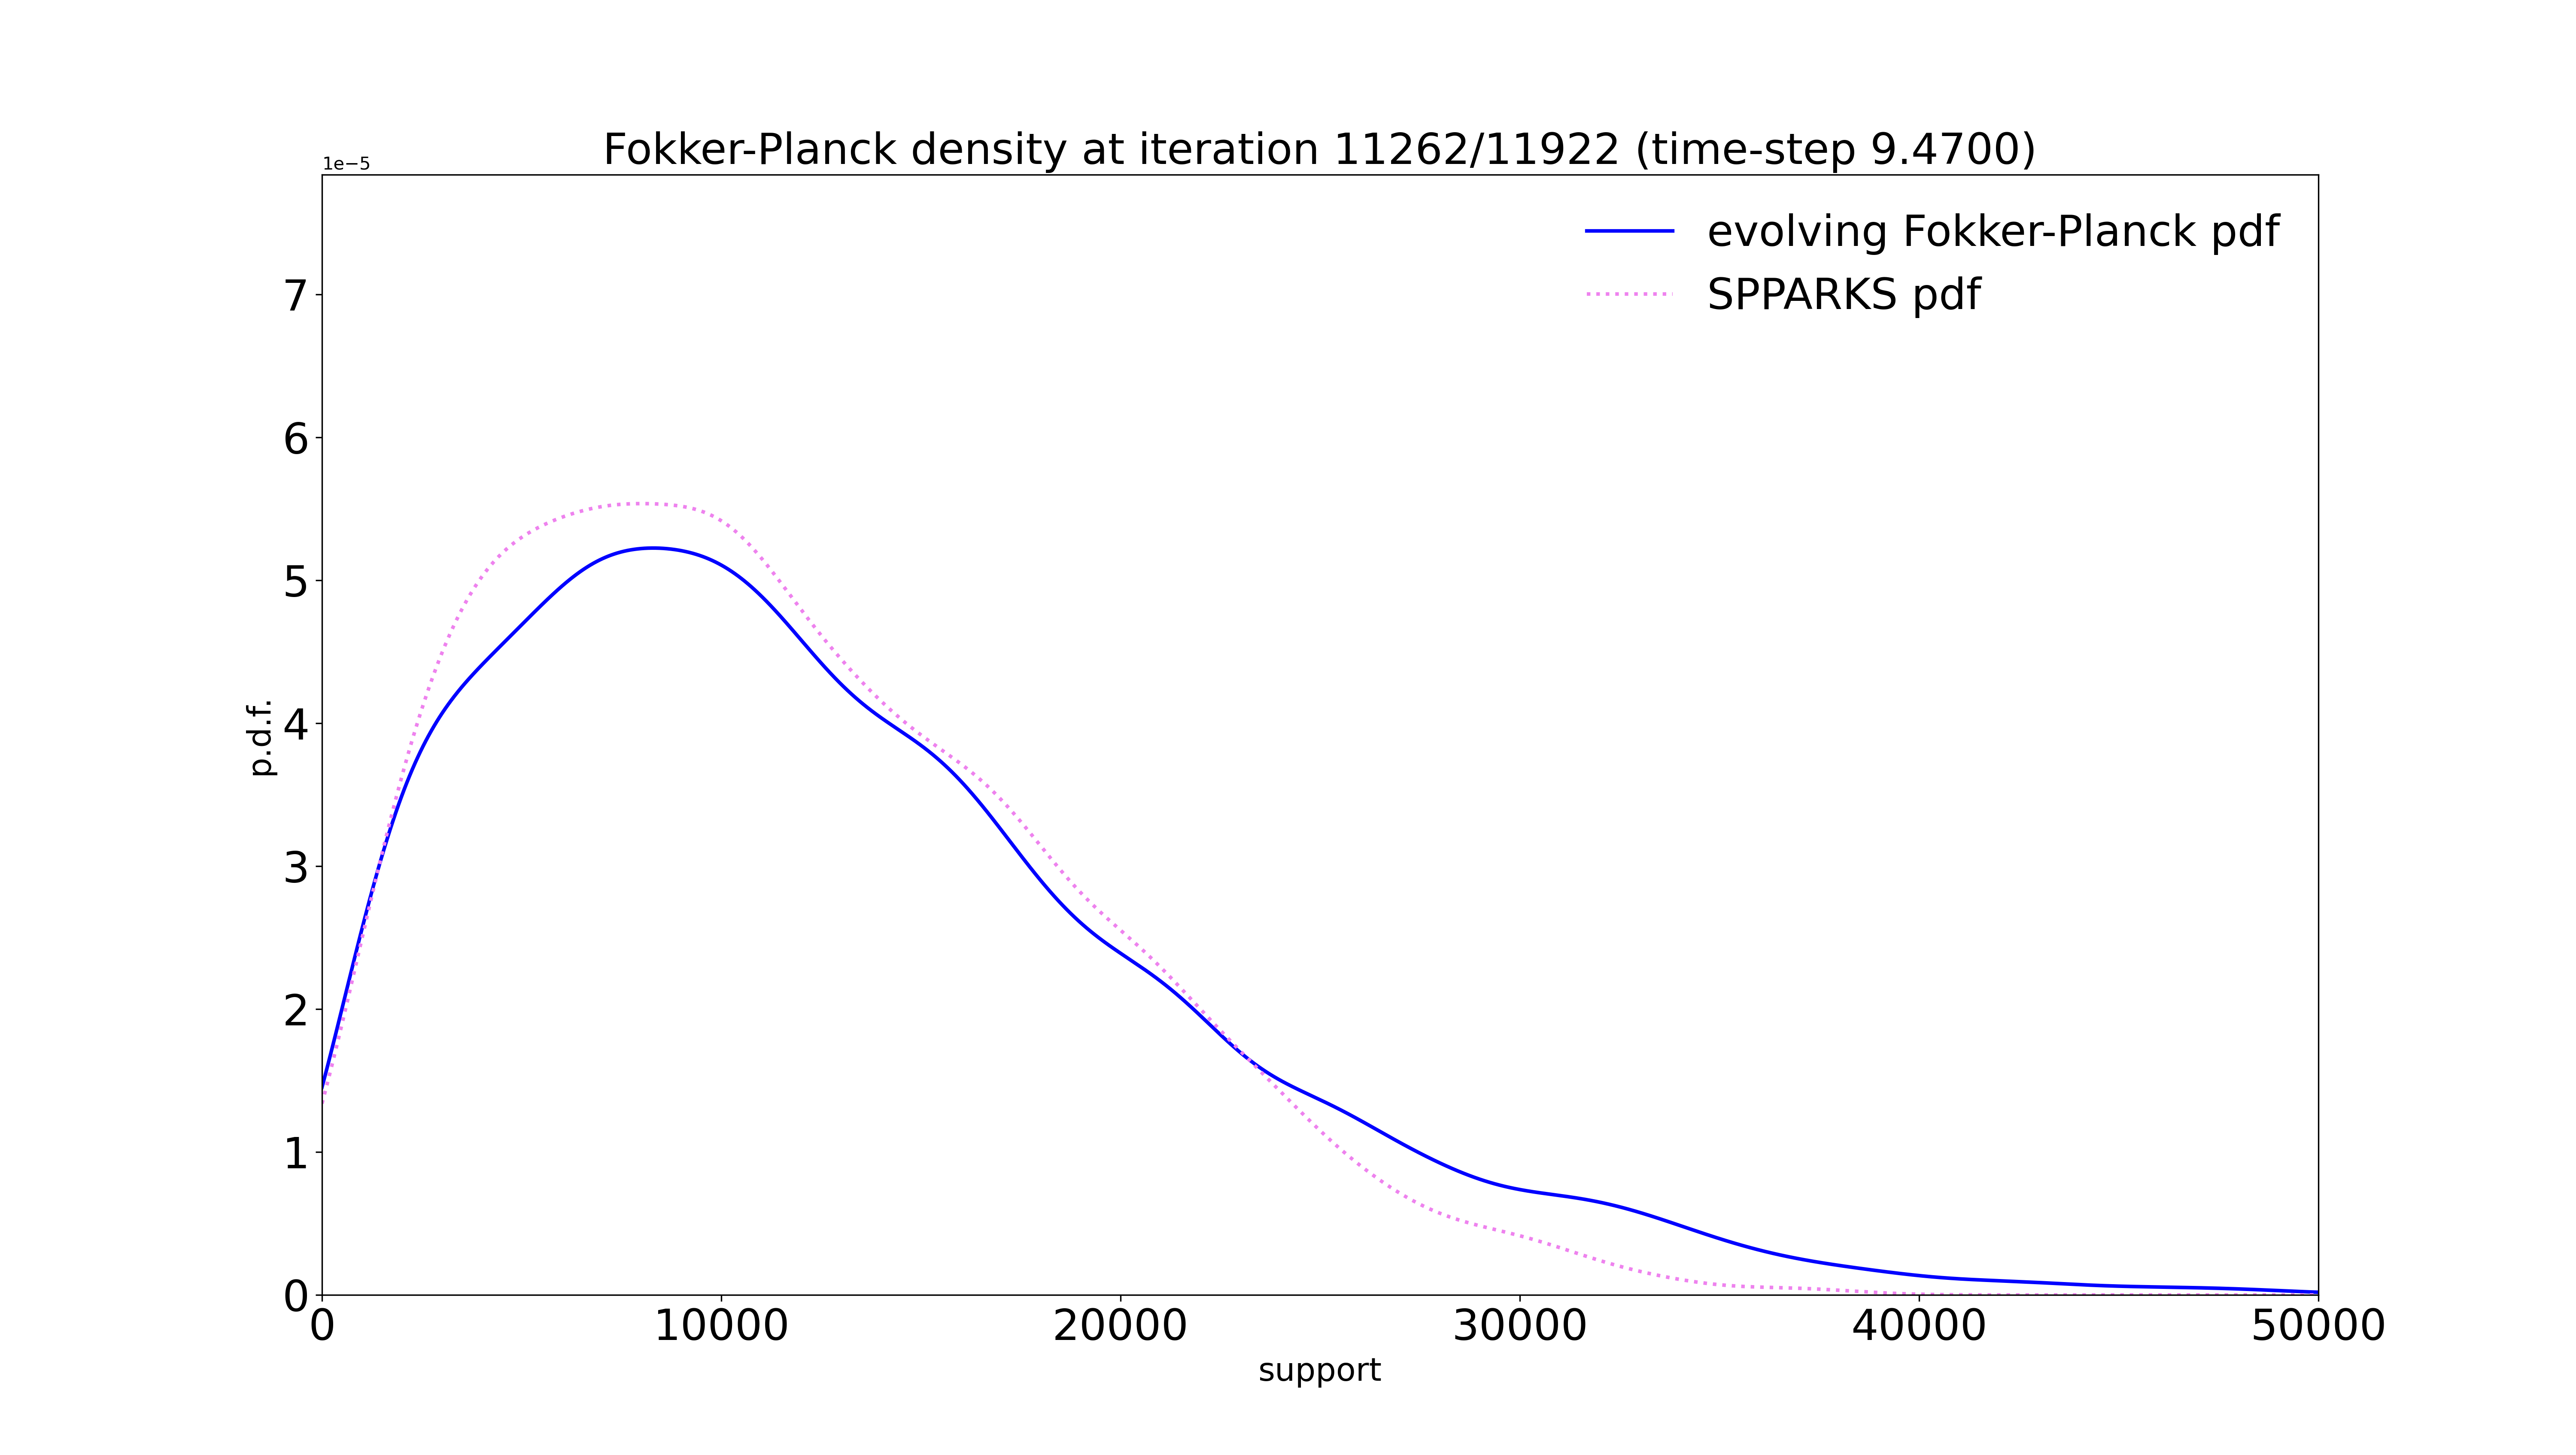 Fokker-Planck density at iteration 11262/11922 (time-step 9.4700)
1e−5
evolving Fokker-Planck pdf
SPPARKS pdf
7
6
5
4
3
2
1
0
p.d.f.
0 10000 20000 30000 40000 50000
support